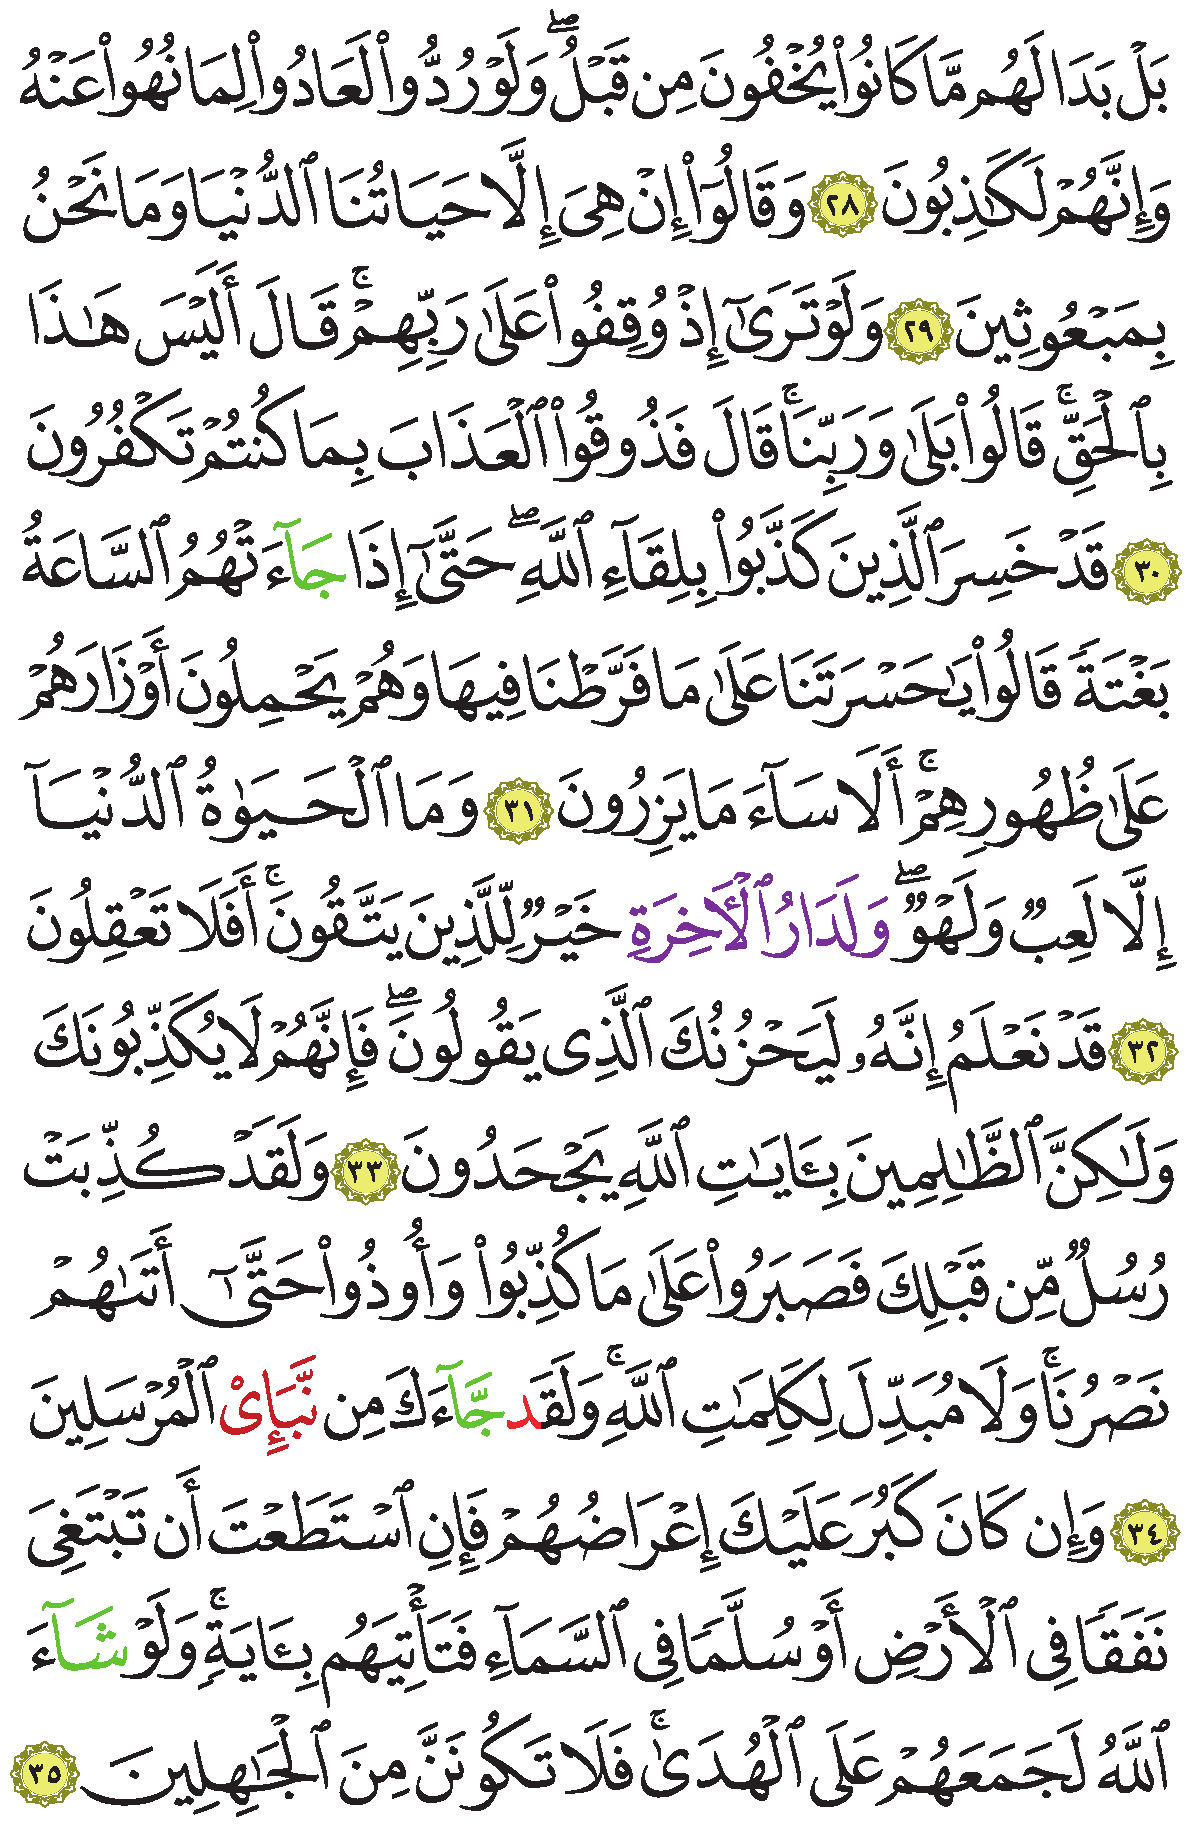 بَلْ بَدَا لَهُم مَّا كَانُوا۟ يُخْفُونَ مِن قَبْلُ ۖ وَلَوْ رُدُّوا۟ لَعَادُوا۟ لِمَا نُهُوا۟ عَنْهُ
وَإِنَّهُمْ لَكَـٰذِبُونَ ٢٨ وَقَالُوٓا۟ إِنْ هِىَ إِلَّا حَيَاتُنَا ٱلدُّنْيَا وَمَا نَحْنُ
بِمَبْعُوثِينَ ٢٩ وَلَوْ تَرَىٰٓ إِذْ وُقِفُوا۟ عَلَىٰ رَبِّهِمْ ۚ قَالَ أَلَيْسَ هَـٰذَا
بِٱلْحَقِّ ۚ قَالُوا۟ بَلَىٰ وَرَبِّنَا ۚ قَالَ فَذُوقُوا۟ ٱلْعَذَابَ بِمَا كُنتُمْ تَكْفُرُونَ
٣٠ قَدْ خَسِرَ ٱلَّذِينَ كَذَّبُوا۟ بِلِقَآءِ ٱللَّهِ ۖ حَتَّىٰٓ إِذَا جَآءَتْهُمُ ٱلسَّاعَةُ
بَغْتَةً قَالُوا۟ يَـٰحَسْرَتَنَا عَلَىٰ مَا فَرَّطْنَا فِيهَا وَهُمْ يَحْمِلُونَ أَوْزَارَهُمْ
عَلَىٰ ظُهُورِهِمْ ۚ أَلَا سَآءَ مَا يَزِرُونَ ٣١ وَمَا ٱلْحَيَوٰةُ ٱلدُّنْيَآ
إِلَّا لَعِبٌ وَلَهْوٌ ۖ وَلَدَارُ ٱلْـَٔاخِرَةِ خَيْرٌ لِّلَّذِينَ يَتَّقُونَ ۚ أَفَلَا تَعْقِلُونَ
٣٢ قَدْ نَعْلَمُ إِنَّهُۥ لَيَحْزُنُكَ ٱلَّذِى يَقُولُونَ ۖ فَإِنَّهُمْ لَا يُكَذِّبُونَكَ
وَلَـٰكِنَّ ٱلظَّـٰلِمِينَ بِـَٔايَـٰتِ ٱللَّهِ يَجْحَدُونَ ٣٣ وَلَقَدْ كُذِّبَتْ
رُسُلٌ مِّن قَبْلِكَ فَصَبَرُوا۟ عَلَىٰ مَا كُذِّبُوا۟ وَأُوذُوا۟ حَتَّىٰٓ أَتَىٰهُمْ
نَصْرُنَا ۚ وَلَا مُبَدِّلَ لِكَلِمَـٰتِ ٱللَّهِ ۚ وَلَقَد جَّآءَكَ مِن نَّبَإِى۟ ٱلْمُرْسَلِينَ
٣٤ وَإِن كَانَ كَبُرَ عَلَيْكَ إِعْرَاضُهُمْ فَإِنِ ٱسْتَطَعْتَ أَن تَبْتَغِىَ
نَفَقًا فِى ٱلْأَرْضِ أَوْ سُلَّمًا فِى ٱلسَّمَآءِ فَتَأْتِيَهُم بِـَٔايَةٍ ۚ وَلَوْ شَآءَ
ٱللَّهُ لَجَمَعَهُمْ عَلَى ٱلْهُدَىٰ ۚ فَلَا تَكُونَنَّ مِنَ ٱلْجَـٰهِلِينَ ٣٥